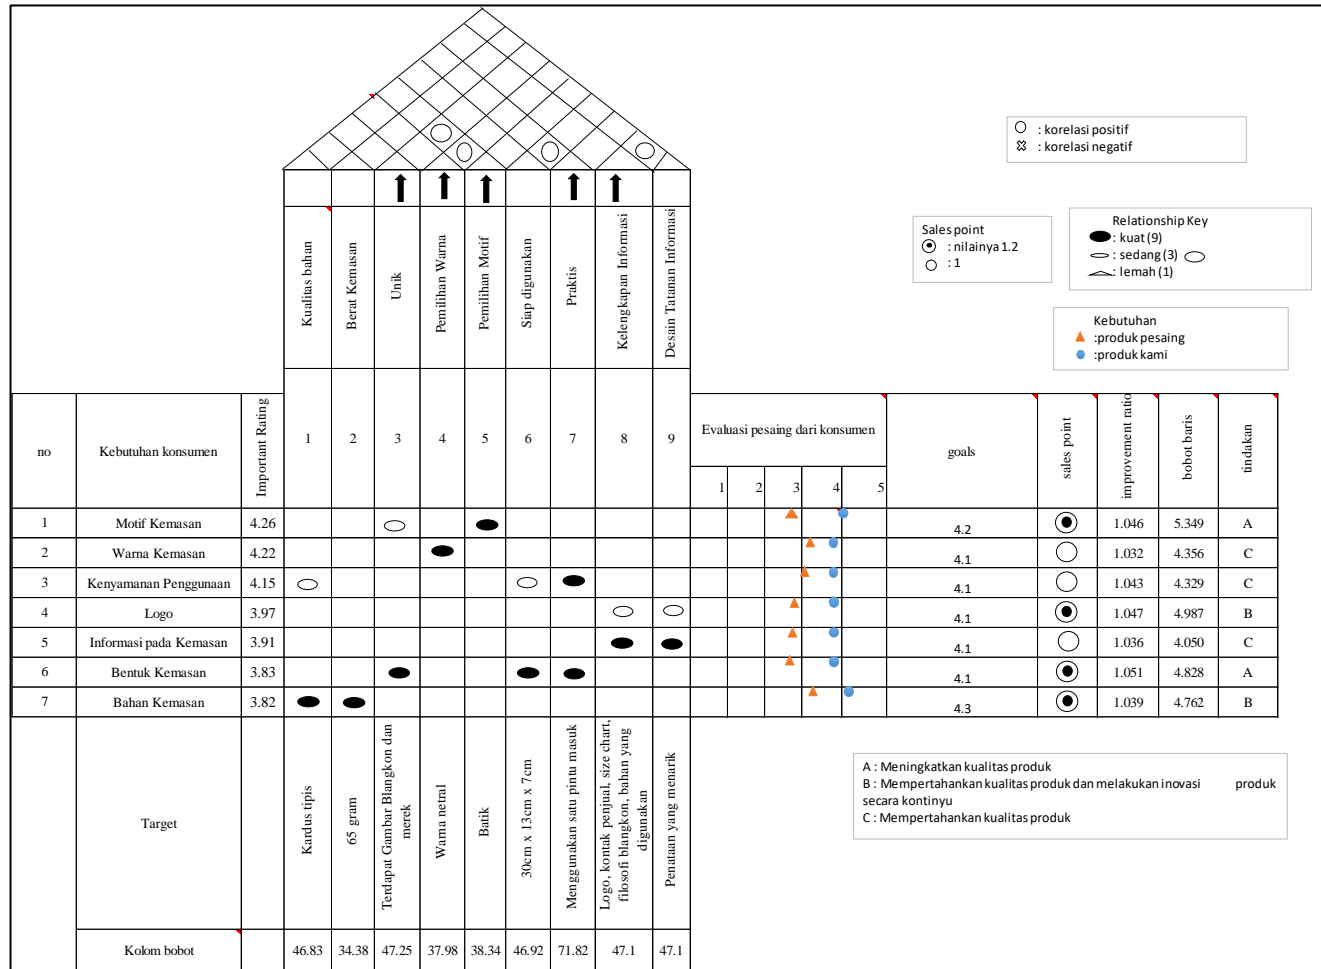 : korelasi positif
: korelasi negatif
Sales point
: nilainya 1.2
: 1
Relationship Key
: kuat (9)
: sedang (3)
: lemah (1)
Kebutuhan
:produk pesaing
:produk kami
Kualitas bahan
Berat Kemasan
Unik
Pemilihan Warna
Pemilihan Motif
Siap digunakan
Praktis
Kelengkapan Informasi
Desain Tatanan Informasi
no Kebutuhan konsumen Important Rating 1 2 3 4 5 6 7 8 9 Evaluasi pesaing dari konsumen goals sales point improvement ratio bobot baris tindakan
1 2 3 4 5
1 Motif Kemasan 4.26 4.2 1.046 5.349 A
2 Warna Kemasan 4.22 4.1 1.032 4.356 C
3 Kenyamanan Penggunaan 4.15 4.1 1.043 4.329 C
4 Logo 3.97 4.1 1.047 4.987 B
5 Informasi pada Kemasan 3.91 4.1 1.036 4.050 C
6 Bentuk Kemasan 3.83 4.1 1.051 4.828 A
7 Bahan Kemasan 3.82 4.3 1.039 4.762 B
Target
Kardus tipis
65 gram
Terdapat Gambar Blangkon dan
merek
Warna netral
Batik
30cm x 13cm x 7cm
Menggunakan satu pintu masuk
Logo, kontak penjual, size chart,
filosofi blangkon, bahan yang
digunakan
Penataan yang menarik
A : Meningkatkan kualitas produk
B : Mempertahankan kualitas produk dan melakukan inovasi produk
secara kontinyu
C : Mempertahankan kualitas produk
Kolom bobot 46.83 34.38 47.25 37.98 38.34 46.92 71.82 47.1 47.1